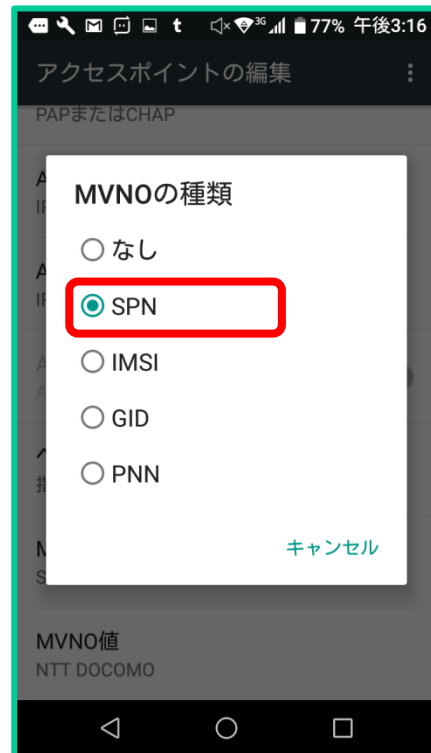 t 3G 77% 午後3:16
アクセスポイントの編集
PAPまたはCHAP
A
MVNOの種類
なし
A
SPN
IMSI
A
A
GID
PNN
キャンセル
M
S
MVNO値
NTT DOCOMO